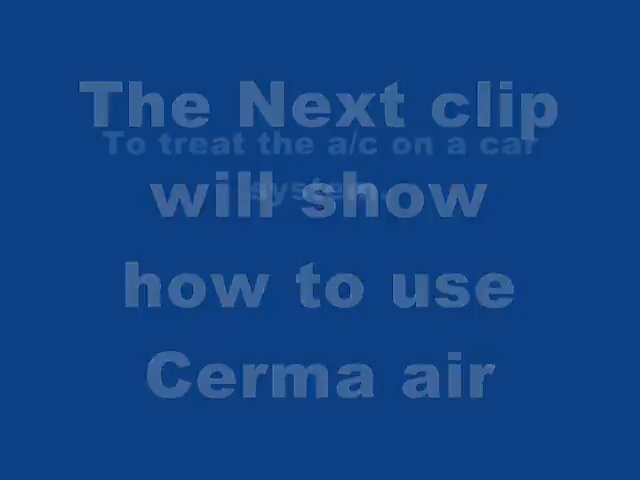 The Next clip
will show
how to use
Cerma air
To treat the a/c on a car
system.